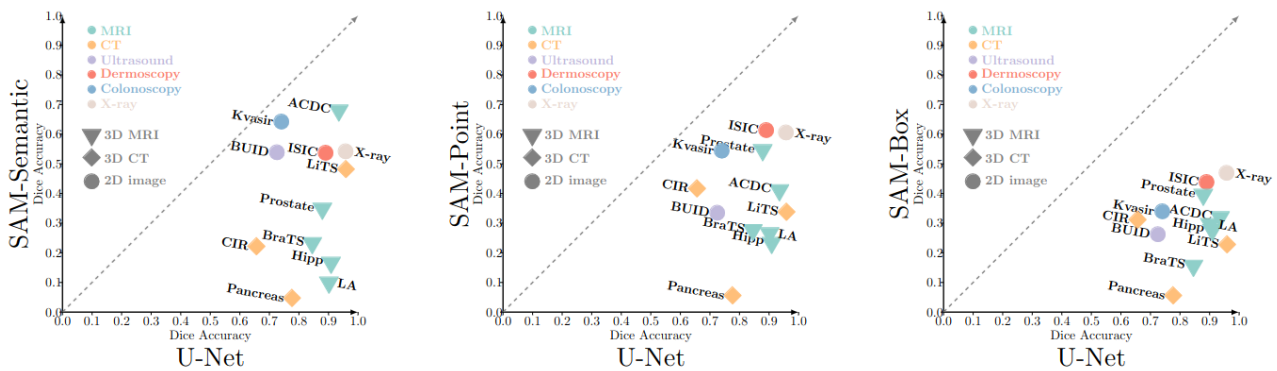 SAM-Semantic
Dice Accuracy
1.0
0.9
0.8
0.7
0.6
0.5
0.4
0.3
0.2
0.1
0.0
MRI
CT
Ultrasound
Dermoscopy
Colonoscopy
X-ray
3D MRI
3D CT
2D image
ACDC
Kvasir
BUID
ISIC
X-ray
LiTS
Prostate
CIR
BraTS
Hipp
LA
Pancreas
0.0 0.1 0.2 0.3 0.4 0.5 0.6 0.7 0.8 0.9 1.0
Dice Accuracy
U-Net
SAM-Point
Dice Accuracy
1.0
0.9
0.8
0.7
0.6
0.5
0.4
0.3
0.2
0.1
0.0
MRI
CT
Ultrasound
Dermoscopy
Colonoscopy
X-ray
3D MRI
3D CT
2D image
ISIC
X-ray
Prostate
Kvasir
CIR
ACDC
BUID
LiTS
BraTS
LA
Hipp
Pancreas
0.0 0.1 0.2 0.3 0.4 0.5 0.6 0.7 0.8 0.9 1.0
Dice Accuracy
U-Net
SAM-Box
Dice Accuracy
1.0
0.9
0.8
0.7
0.6
0.5
0.4
0.3
0.2
0.1
0.0
MRI
CT
Ultrasound
Dermoscopy
Colonoscopy
X-ray
3D MRI
3D CT
2D image
X-ray
ISIC
Prostate
Kvasir
ACDC
CIR
Hipp
LA
BUID
LiTS
BraTS
Pancreas
0.0 0.1 0.2 0.3 0.4 0.5 0.6 0.7 0.8 0.9 1.0
Dice Accuracy
U-Net